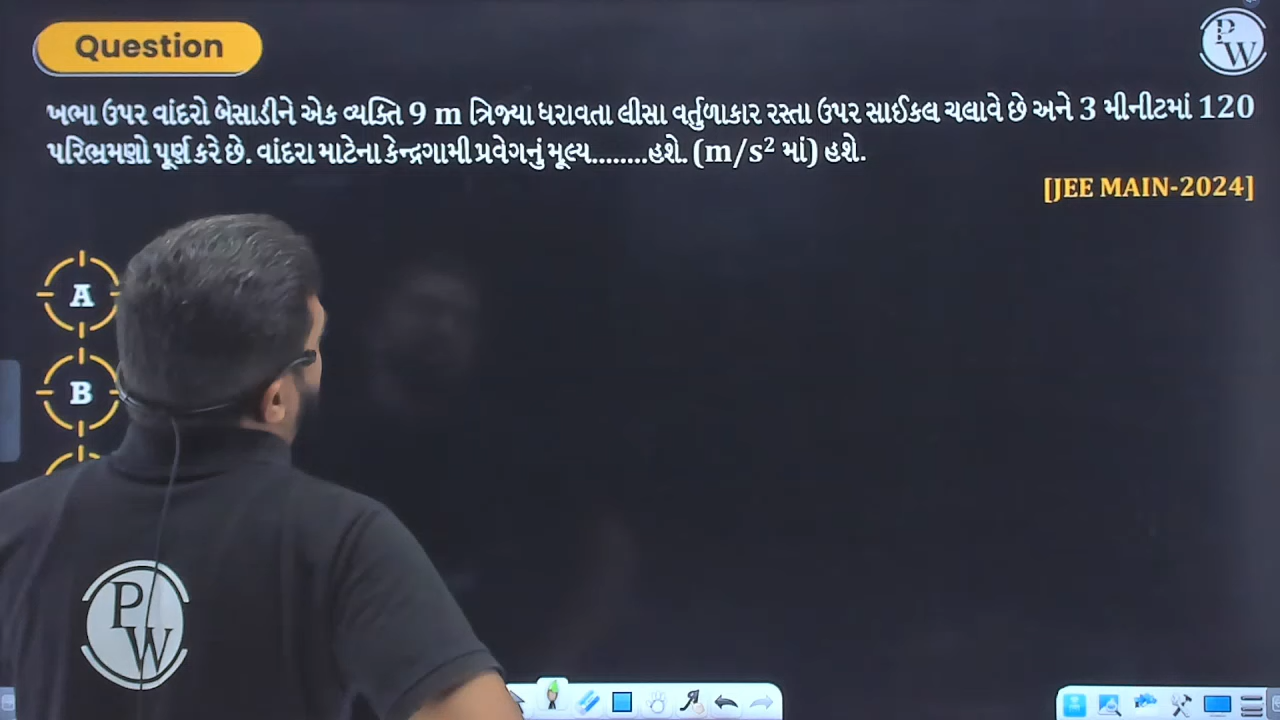 Question
PW
ખભા ઉપર વાંદરો બેસાડીને એક વ્યક્તિ 9 m ત્રિજ્યા ધરાવતા લીસા વર્તુળાકાર રસ્તા ઉપર સાઈકલ ચલાવે છે અને 3 મીનીટમાં 120
પરિભ્રમણો પૂર્ણ કરે છે. વાંદરા માટેના કેન્દ્રગામી પ્રવેગનું મૂલ્ય........હશે. (m/s² માં) હશે.
[JEE MAIN-2024]
A
B
PW